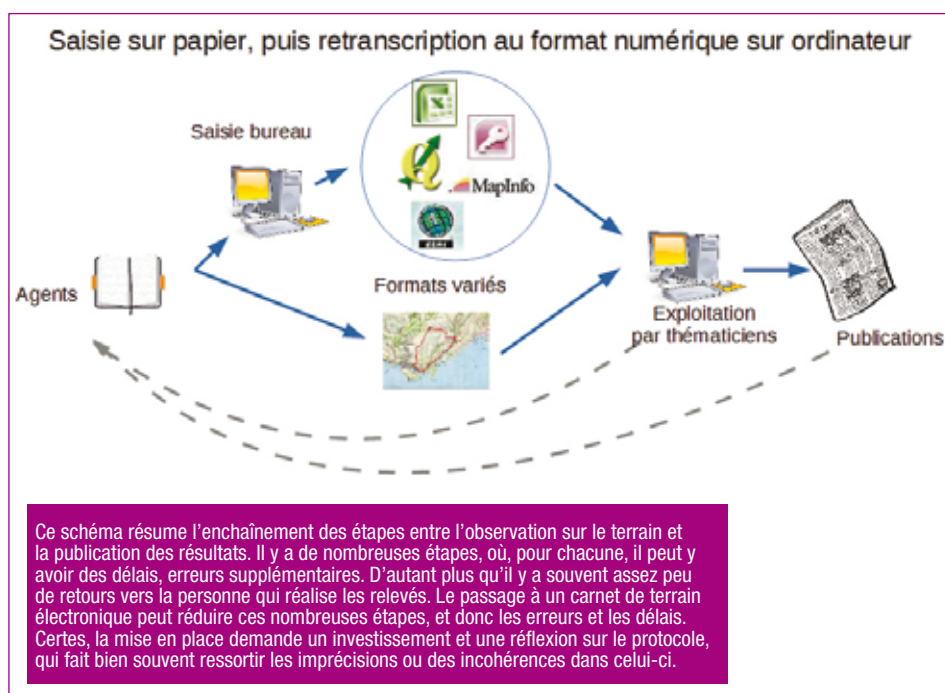 Saisie sur papier, puis retranscription au format numérique sur ordinateur
Saisie bureau
MapInfo
ESRI
Agents
Formats variés
Exploitation
par thématiciens
Publications
Ce schéma résume l’enchaînement des étapes entre l’observation sur le terrain et
la publication des résultats. Il y a de nombreuses étapes, où, pour chacune, il peut y
avoir des délais, erreurs supplémentaires. D’autant plus qu’il y a souvent assez peu
de retours vers la personne qui réalise les relevés. Le passage à un carnet de terrain
électronique peut réduire ces nombreuses étapes, et donc les erreurs et les délais.
Certes, la mise en place demande un investissement et une réflexion sur le protocole,
qui fait bien souvent ressortir les imprécisions ou des incohérences dans celui-ci.